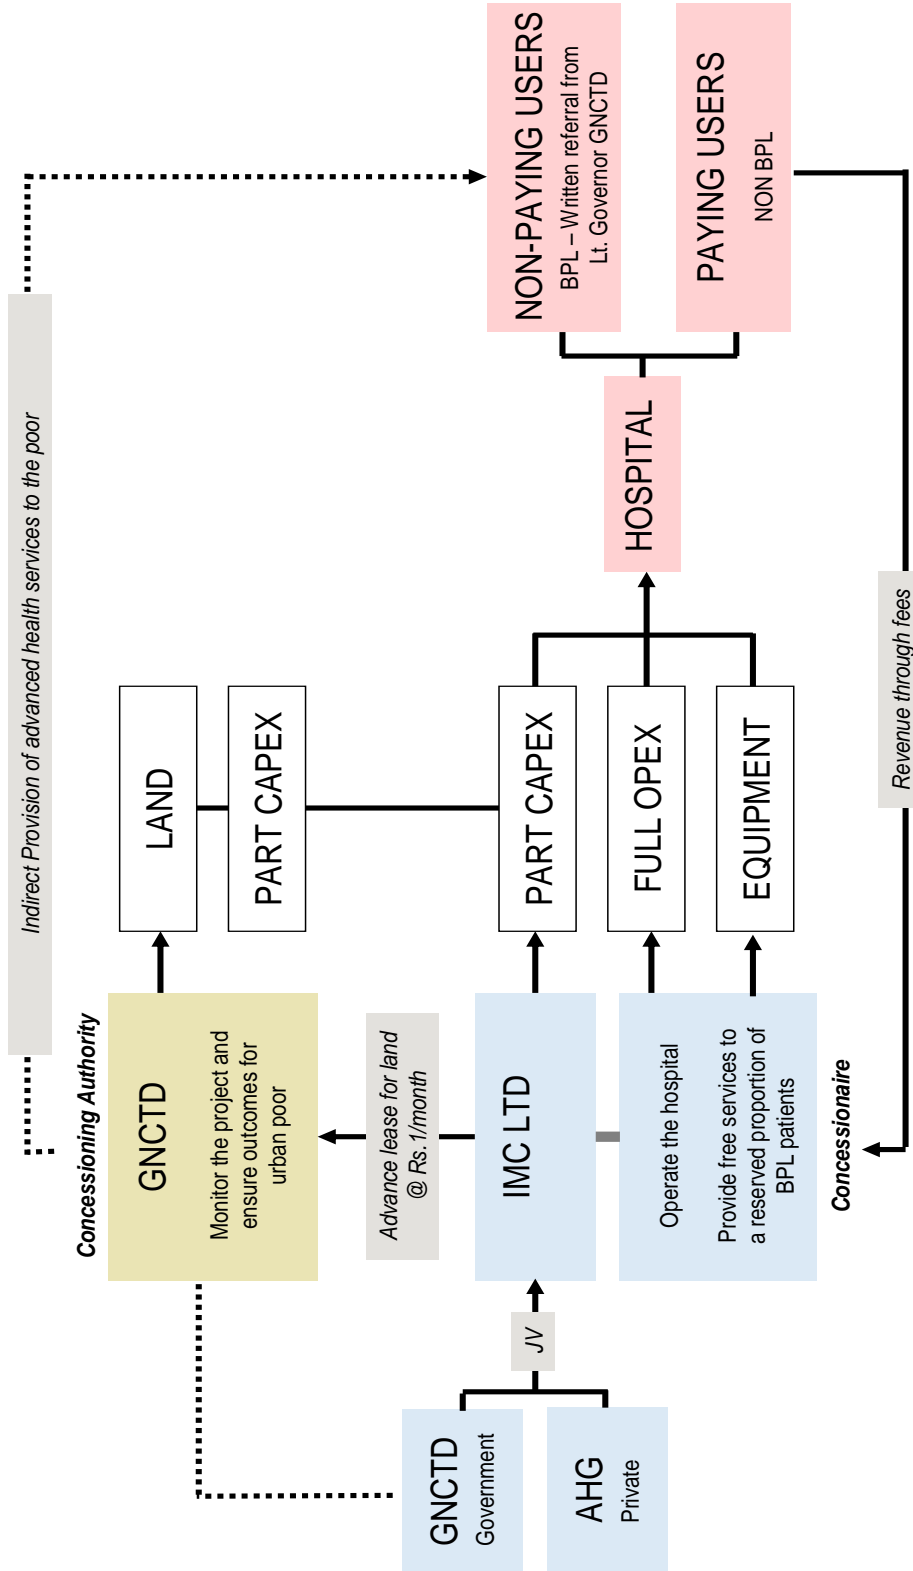 Indirect Provision of advanced health services to the poor
Concessioning Authority
GNCTD
Monitor the project and
ensure outcomes for
urban poor
LAND
PART CAPEX
Advance lease for land
@ Rs.1/month
GNCTD
Government
AHG
Private
JV
IMC LTD
Operate the hospital
Provide free services to
a reserved proportion of
BPL patients
Concessionaire
PART CAPEX
FULL OPEX
EQUIPMENT
HOSPITAL
NON-PAYING USERS
BPL – Written referral from
Lt. Governor GNCTD
PAYING USERS
NON BPL
Revenue through fees